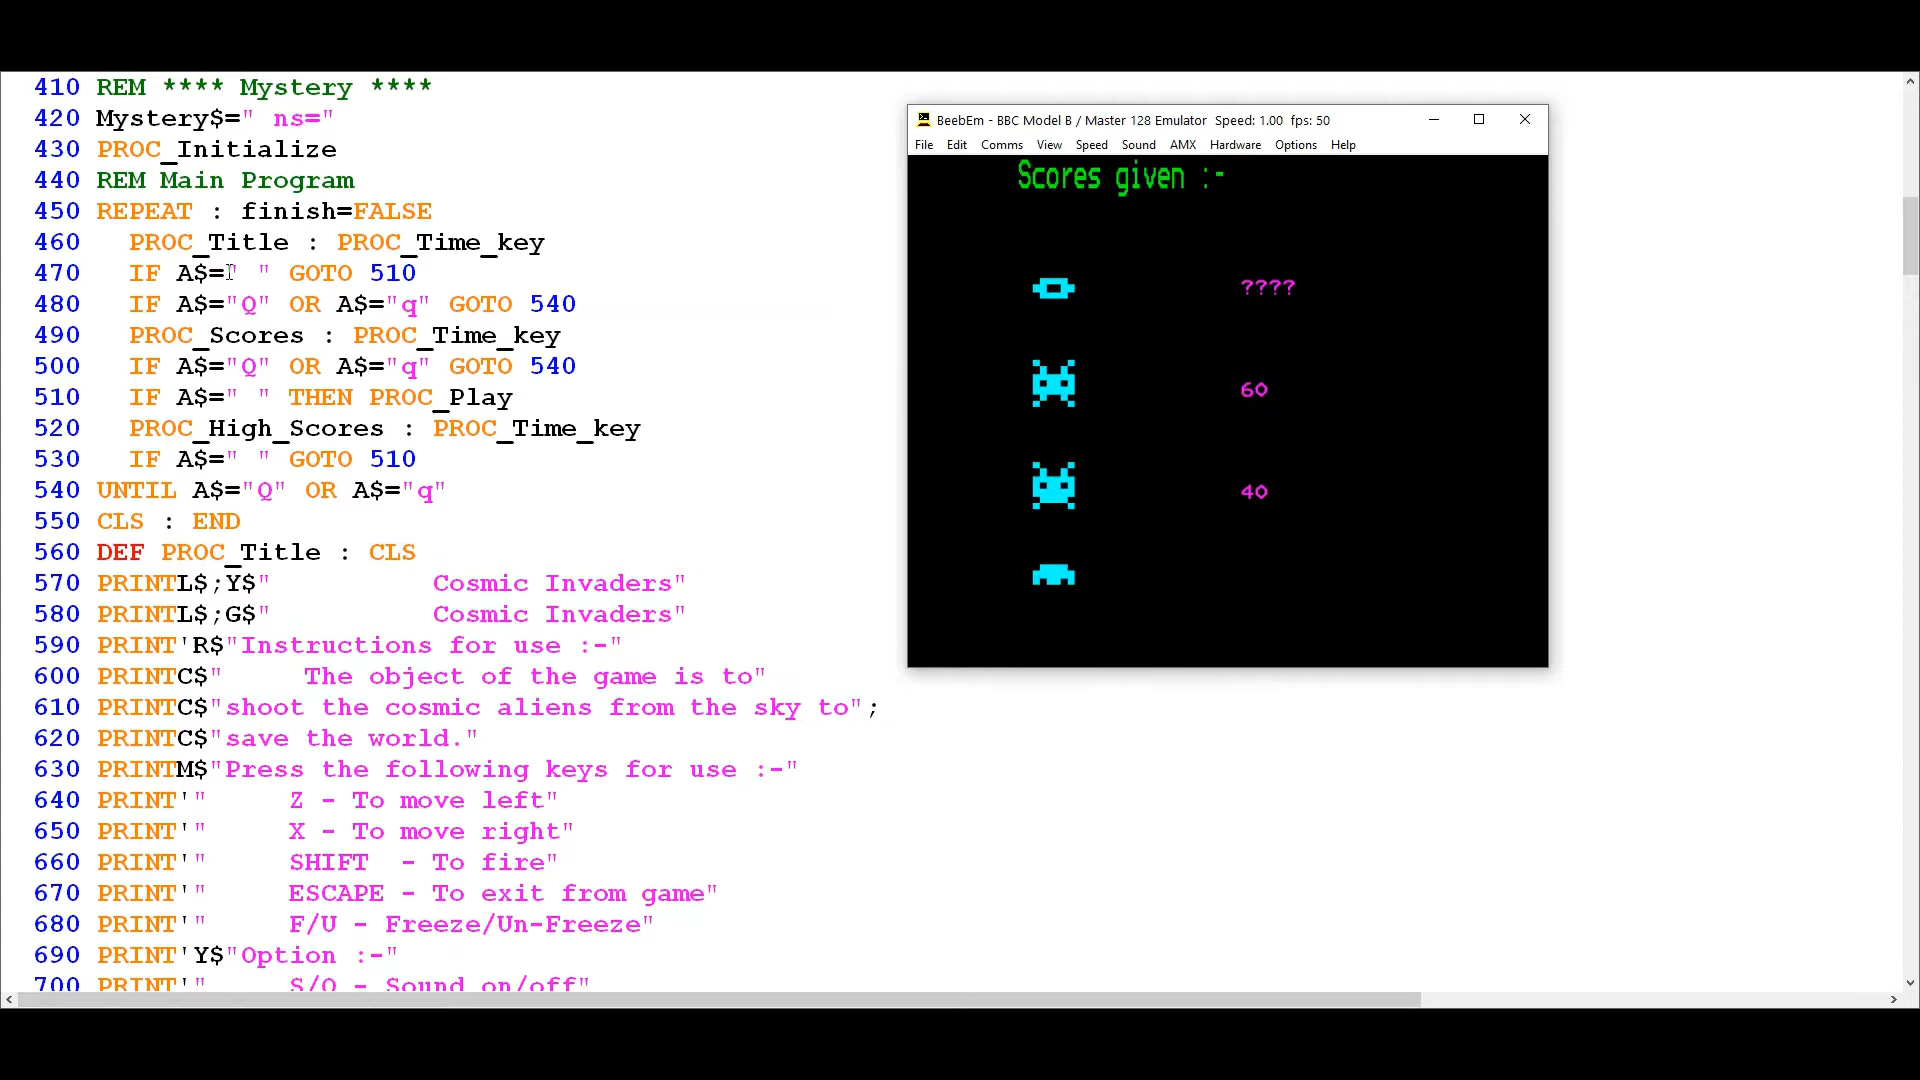 410 REM **** Mystery ****
420 Mystery$=" ns="
430 PROC_Initialize
440 REM Main Program
450 REPEAT : finish=FALSE
460 PROC_Title : PROC_Time_key
470 IF A$=" " GOTO 510
480 IF A$="Q" OR A$="q" GOTO 540
490 PROC_Scores : PROC_Time_key
500 IF A$="Q" OR A$="q" GOTO 540
510 IF A$=" " THEN PROC_Play
520 PROC_High_Scores : PROC_Time_key
530 IF A$=" " GOTO 510
540 UNTIL A$="Q" OR A$="q"
550 CLS : END
560 DEF PROC_Title : CLS
570 PRINTL$;Y$"          Cosmic Invaders"
580 PRINTL$;G$"          Cosmic Invaders"
590 PRINT'R$"Instructions for use :-"
600 PRINTC$"     The object of the game is to"
610 PRINTC$"shoot the cosmic aliens from the sky to";
620 PRINTC$"save the world."
630 PRINTM$"Press the following keys for use :-"
640 PRINT'"     Z - To move left"
650 PRINT'"     X - To move right"
660 PRINT'"     SHIFT  - To fire"
670 PRINT'"     ESCAPE - To exit from game"
680 PRINT'"     F/U - Freeze/Un-Freeze"
690 PRINT'Y$"Option :-"
700 PRINT'"     S/Q - Sound on/off"
BeebEm - BBC Model B / Master 128 Emulator  Speed: 1.00  fps: 50
File Edit Comms View Speed Sound AMX Hardware Options Help
Scores given :-
????
60
40